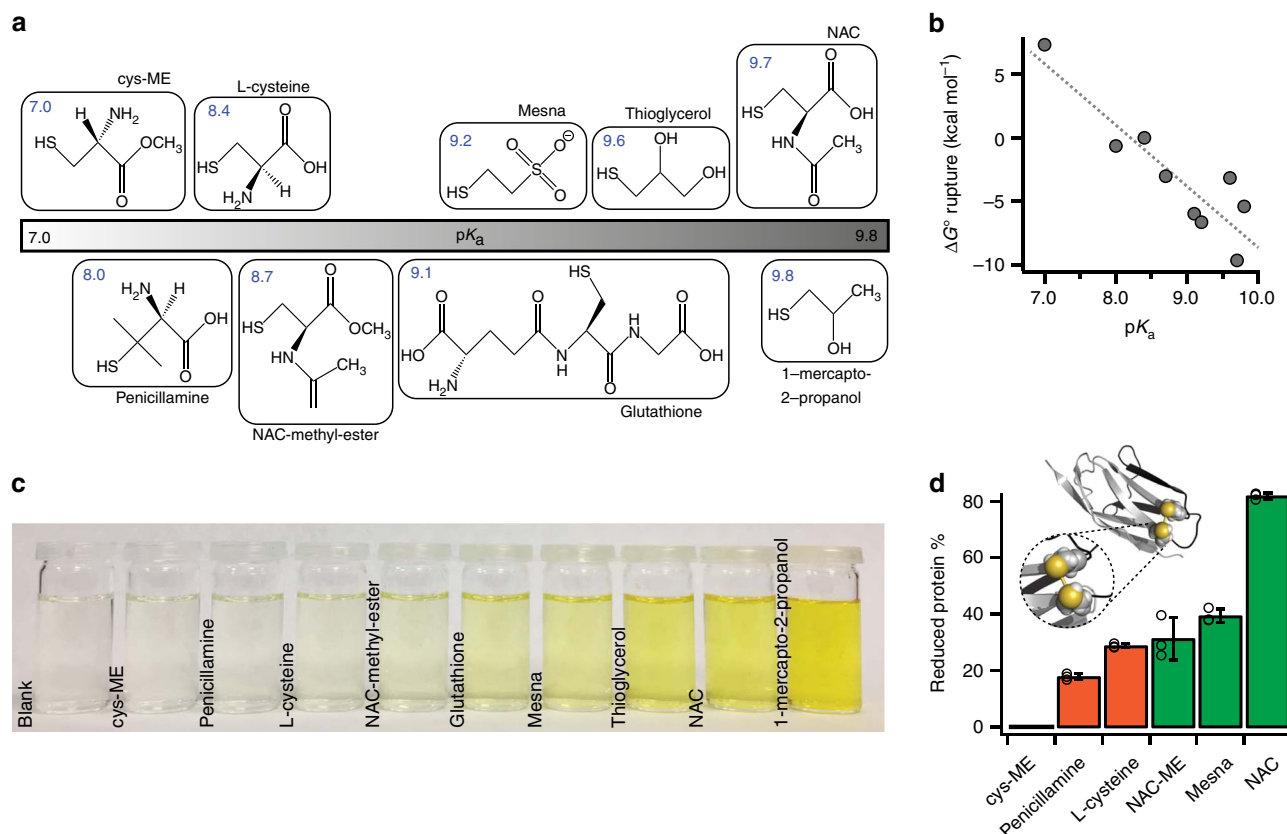 a
cys-ME
7.0
H
NH2
HS
OCH3
O
L-cysteine
8.4
O
HS
OH
H2N
H
Mesna
9.2
O
O⊖
S
HS
O
Thioglycerol
9.6
OH
HS
OH
NAC
9.7
O
HS
OH
HN
CH3
O
7.0
pKa
9.8
8.0
H2N
H
OH
HS
O
Penicillamine
8.7
O
HS
OCH3
HN
CH3
NAC-methyl-ester
9.1
HS
O
O
H
N
O
HO
N
H
OH
H2N
O
Glutathione
9.8
CH3
HS
OH
1–mercapto-
2–propanol
b
ΔG° rupture (kcal mol−1)
5
0
−5
−10
7.0
8.0
9.0
10.0
pKa
c
Blank
cys-ME
Penicillamine
L-cysteine
NAC-methyl-ester
Glutathione
Mesna
Thioglycerol
NAC
1-mercapto-2-propanol
d
Reduced protein %
80
60
40
20
0
cys-ME
Penicillamine
L-cysteine
NAC-ME
Mesna
NAC